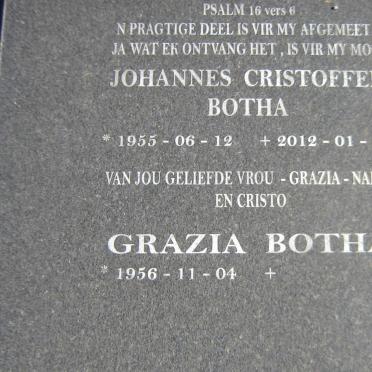 PSALM 16 vers 6
N PRAGTIGE DEEL IS VIR MY AFGEMEET
JA WAT EK ONTVANG HET , IS VIR MY
JOHANNES CRISTOFFE
BOTHA
* 1955 - 06 - 12 + 2012 - 01 -
VAN JOU GELIEFDE VROU - GRAZIA -
EN CRISTO
GRAZIA BOTHA
* 1956 - 11 - 04 +